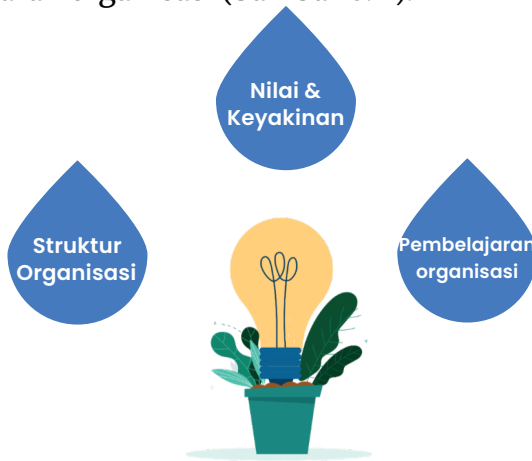 Nilai &
Keyakinan
Struktur
Organisasi
Pembelajaran
organisasi